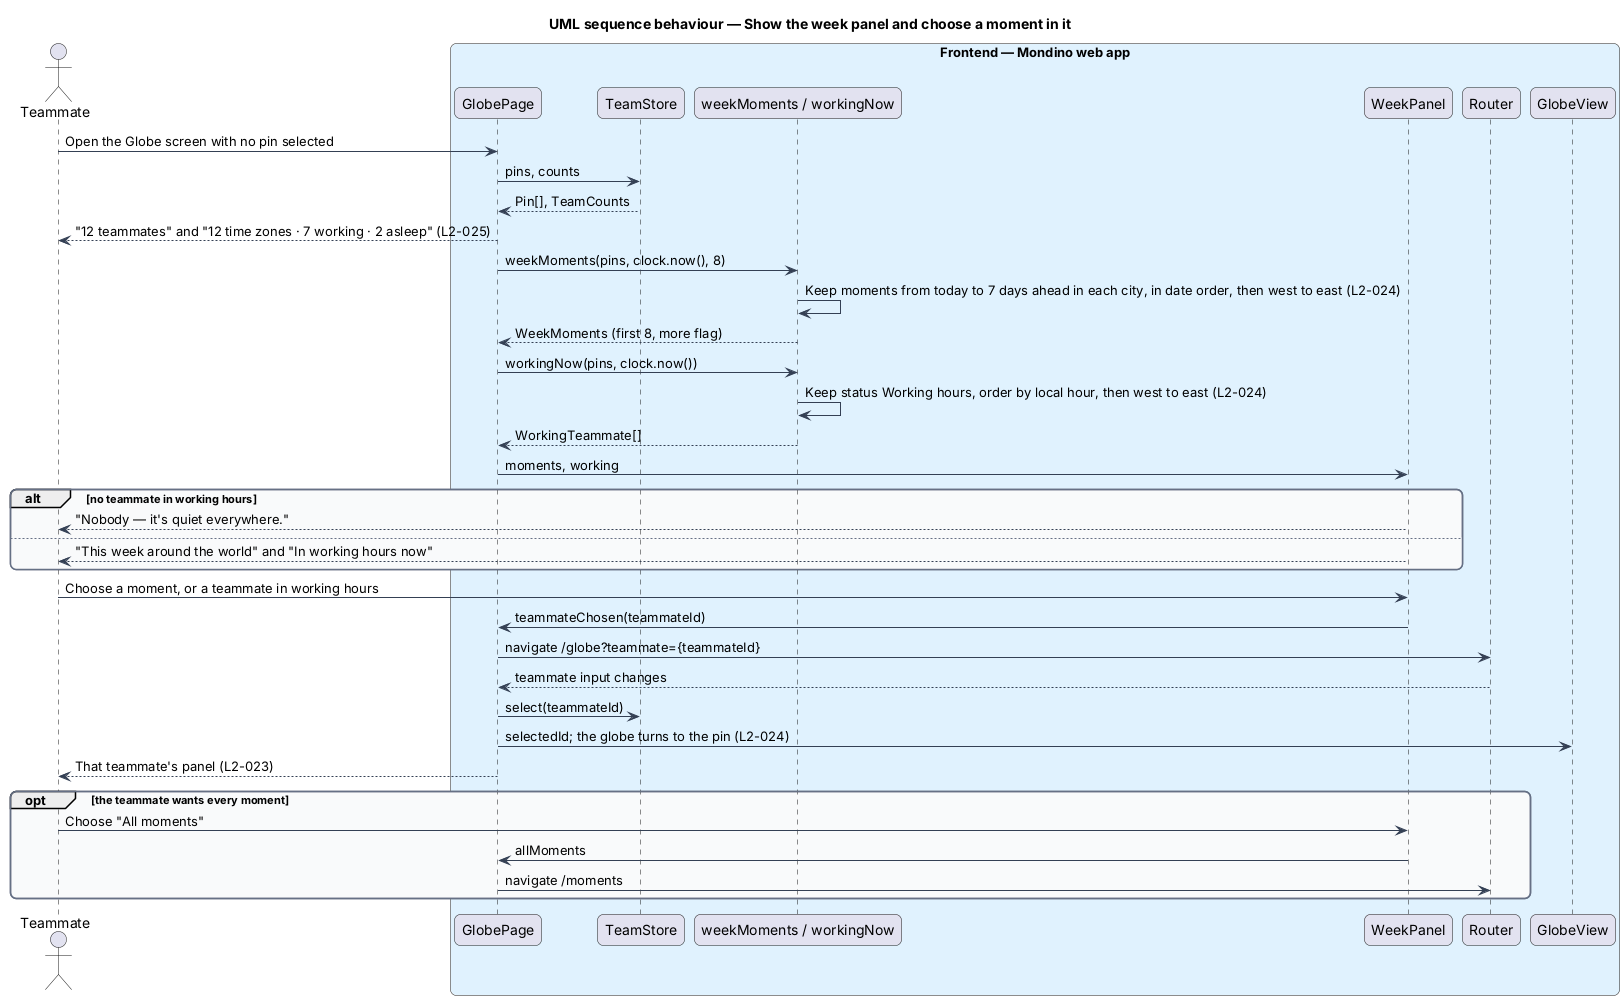 UML sequence behaviour — Show the week panel and choose a moment in it
Frontend — Mondino web app
Teammate
GlobePage
TeamStore
weekMoments / workingNow
WeekPanel
Router
GlobeView
Open the Globe screen with no pin selected
pins, counts
Pin[], TeamCounts
"12 teammates" and "12 time zones · 7 working · 2 asleep" (L2-025)
weekMoments(pins, clock.now(), 8)
Keep moments from today to 7 days ahead in each city, in date order, then west to east (L2-024)
WeekMoments (first 8, more flag)
workingNow(pins, clock.now())
Keep status Working hours, order by local hour, then west to east (L2-024)
WorkingTeammate[]
moments, working
alt
[no teammate in working hours]
"Nobody — it's quiet everywhere."
"This week around the world" and "In working hours now"
Choose a moment, or a teammate in working hours
teammateChosen(teammateId)
navigate /globe?teammate={teammateId}
teammate input changes
select(teammateId)
selectedId; the globe turns to the pin (L2-024)
That teammate's panel (L2-023)
opt
[the teammate wants every moment]
Choose "All moments"
allMoments
navigate /moments
Teammate
GlobePage
TeamStore
weekMoments / workingNow
WeekPanel
Router
GlobeView